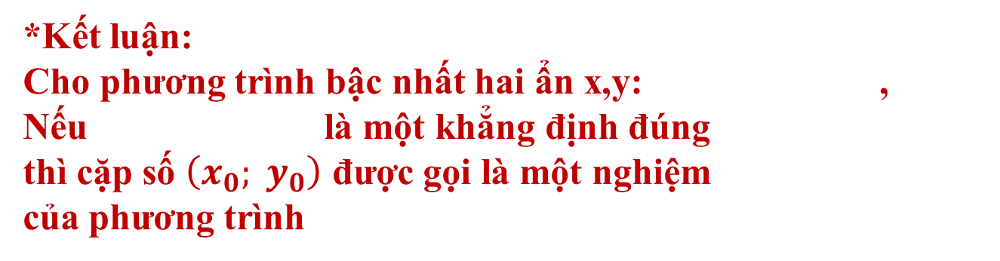 *Kết luận:
Cho phương trình bậc nhất hai ẩn x,y: ,
Nếu là một khẳng định đúng
thì cặp số (𝒙₀; 𝒚₀) được gọi là một nghiệm
của phương trình